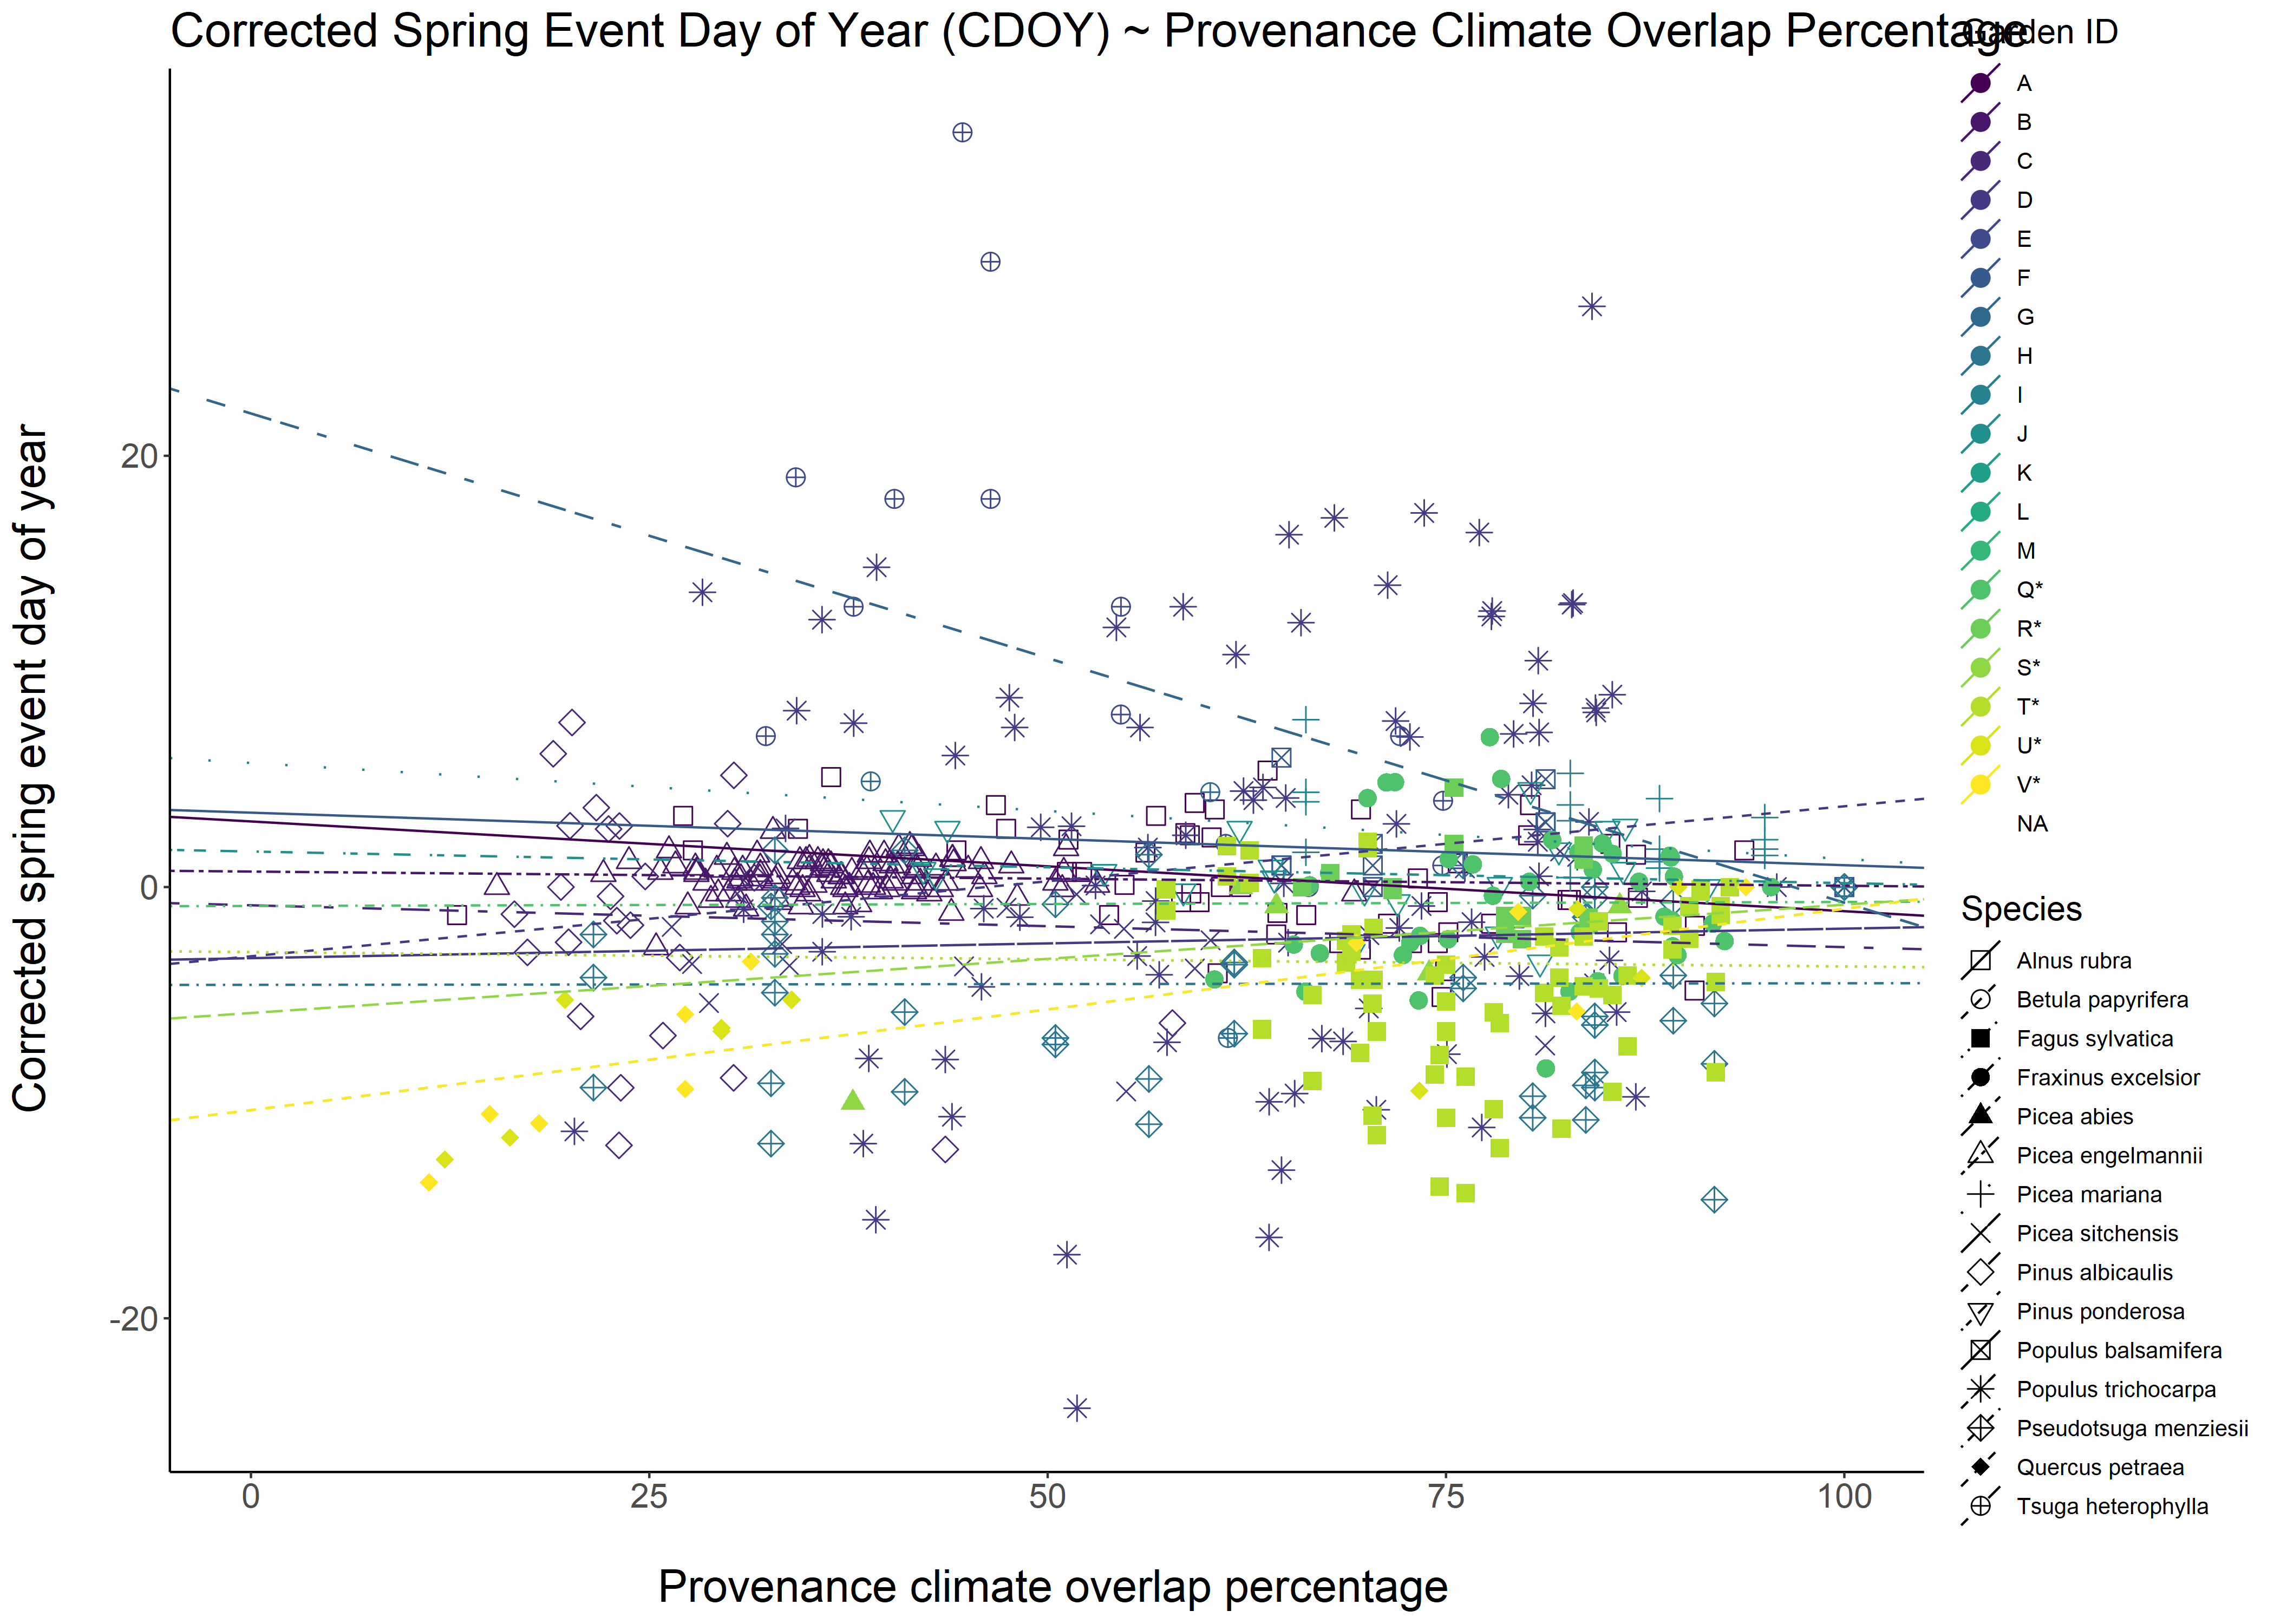 Corrected Spring Event Day of Year (CDOY) ~ Provenance Climate Overlap Percentage
Garden ID
A
B
C
D
E
F
G
H
I
J
K
L
M
Q*
R*
S*
T*
U*
V*
NA
Species
Alnus rubra
Betula papyrifera
Fagus sylvatica
Fraxinus excelsior
Picea abies
Picea engelmannii
Picea mariana
Picea sitchensis
Pinus albicaulis
Pinus ponderosa
Populus balsamifera
Populus trichocarpa
Pseudotsuga menziesii
Quercus petraea
Tsuga heterophylla
Corrected spring event day of year
20
0
-20
0 25 50 75 100
Provenance climate overlap percentage